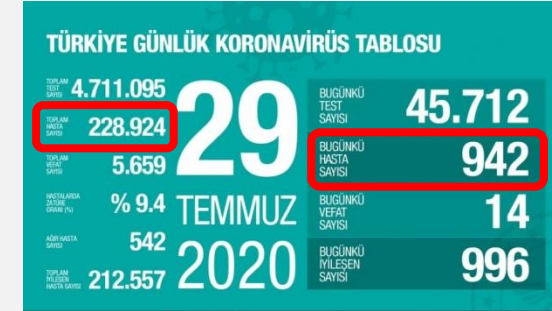 TÜRKİYE GÜNLÜK KORONAVİRÜS TABLOSU
TOPLAM
TEST
SAYISI
4.711.095
TOPLAM
HASTA
SAYISI
228.924
TOPLAM
VEFAT
SAYISI
5.659
HASTALARDA
ZATÜRRE
ORANI (%)
% 9.4
AĞIR HASTA
SAYISI
542
TOPLAM
İYİLEŞEN
HASTA SAYISI
212.557
29
TEMMUZ
2020
BUGÜNKÜ
TEST
SAYISI
45.712
BUGÜNKÜ
HASTA
SAYISI
942
BUGÜNKÜ
VEFAT
SAYISI
14
BUGÜNKÜ
İYİLEŞEN
SAYISI
996